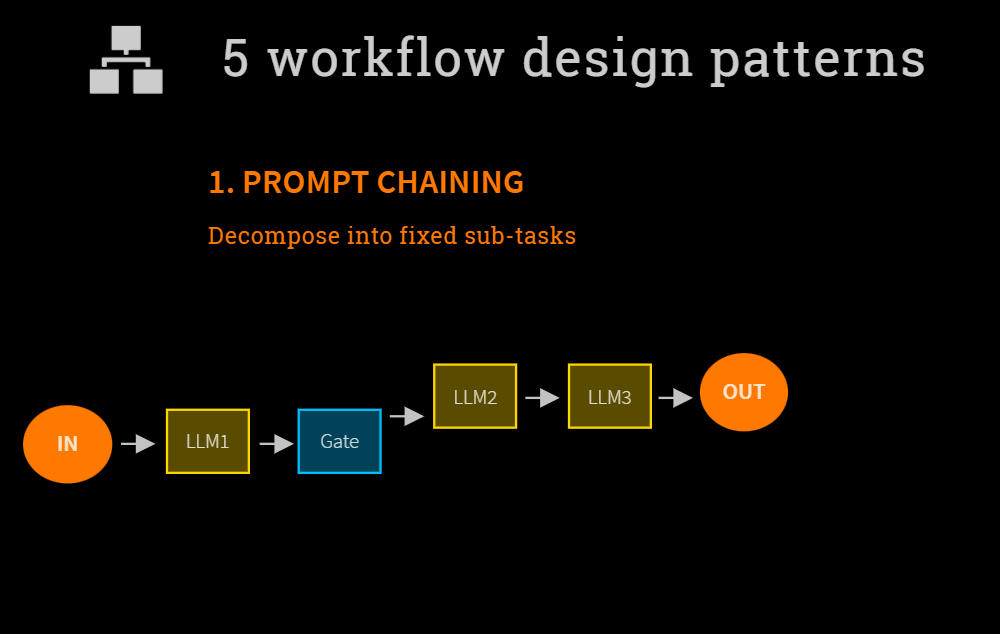 5 workflow design patterns
1. PROMPT CHAINING
Decompose into fixed sub-tasks
IN
LLM1
Gate
LLM2
LLM3
OUT